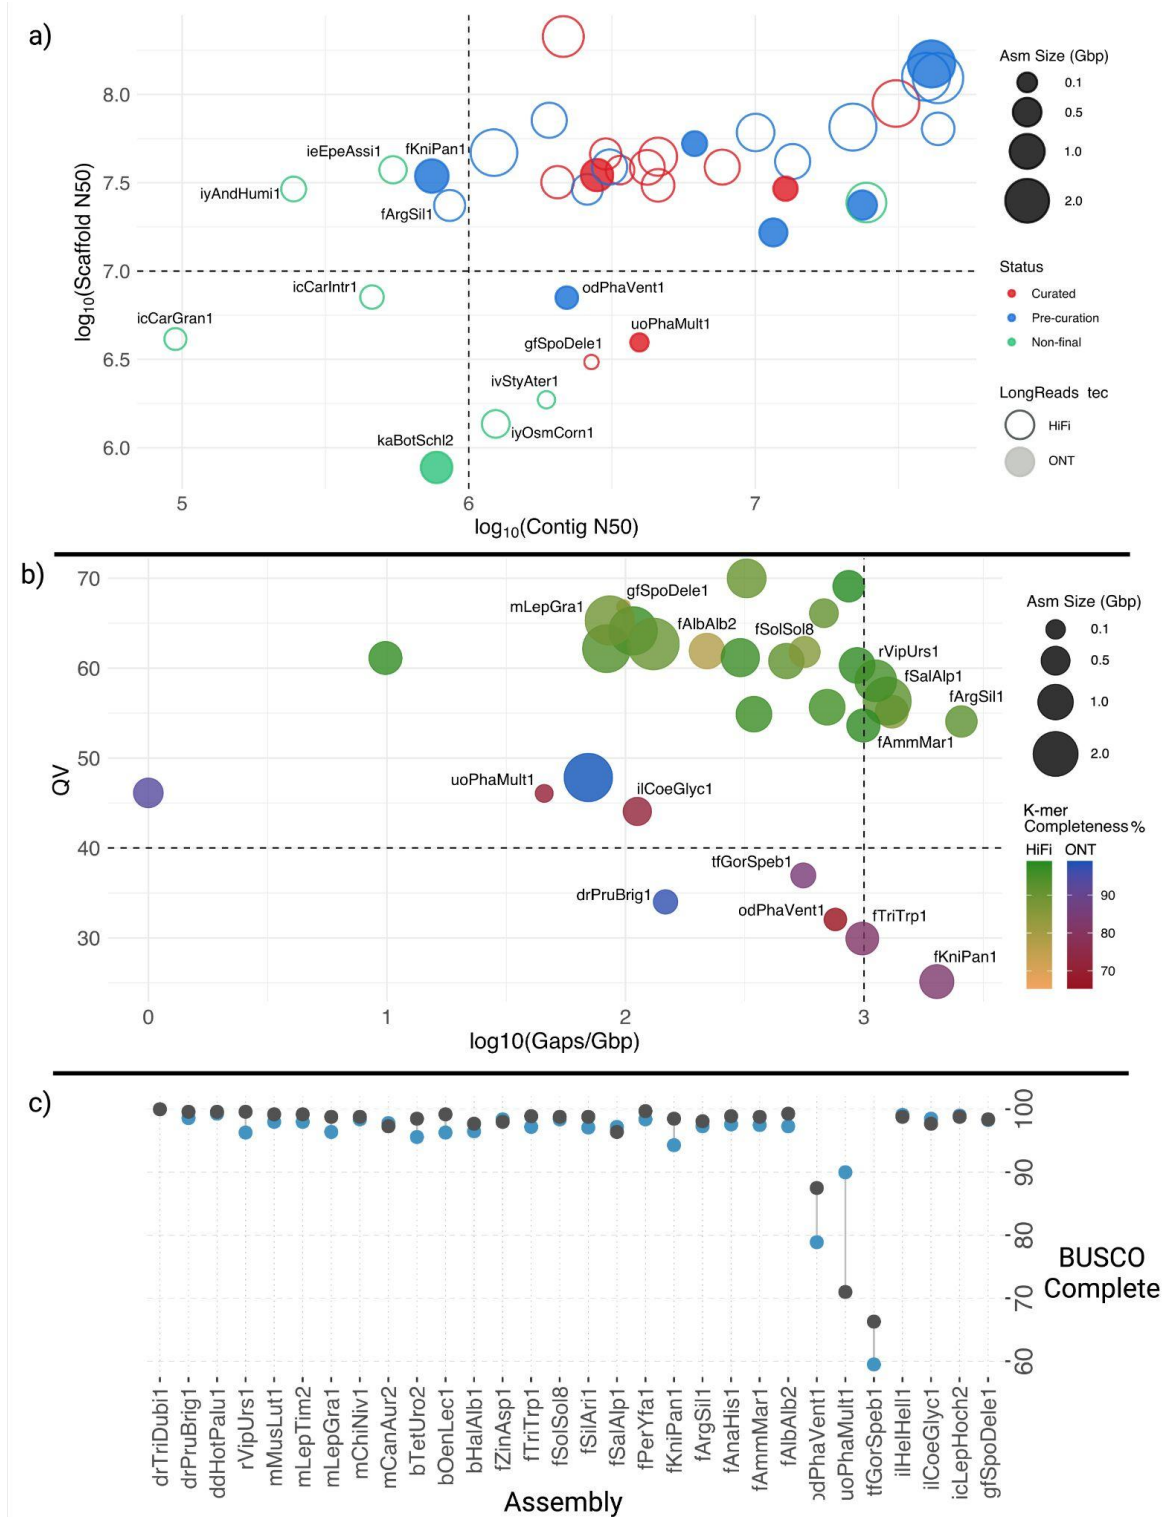 a)
log10(Scaffold N50)
8.0
7.5
7.0
6.5
6.0
ieEpeAssi1
fKniPan1
iyAndHumi1
fArgSil1
icCarIntr1
odPhaVent1
icCarGran1
uoPhaMult1
gfSpoDele1
ivStyAter1
iyOsmCorn1
kaBotSchl2
5
6
7
log10(Contig N50)
Asm Size (Gbp)
0.1
0.5
1.0
2.0
Status
Curated
Pre-curation
Non-final
LongReads tec
HiFi
ONT
b)
QV
70
60
50
40
30
gfSpoDele1
mLepGra1
fAlbAlb2
fSolSol8
rVipUrs1
fSalAlp1
fArgSil1
fAmmMar1
uoPhaMult1
ilCoeGlyc1
tfGorSpeb1
drPruBrig1
odPhaVent1
fTriTrp1
fKniPan1
0
1
2
3
log10(Gaps/Gbp)
Asm Size (Gbp)
0.1
0.5
1.0
2.0
K-mer
Completeness%
HiFi ONT
90
80
70
c)
100
90
80
70
60
BUSCO
Complete
drTriDubi1
drPruBrig1
ddHotPalu1
rVipUrs1
mMusLut1
mLepTim2
mLepGra1
mChiNiv1
mCanAur2
bTetUro2
bOenLec1
bHalAlb1
fZinAsp1
fTriTrp1
fSolSol8
fSilAri1
fSalAlp1
fPerYfa1
fKniPan1
fArgSil1
fAnaHis1
fAmmMar1
fAlbAlb2
odPhaVent1
uoPhaMult1
tfGorSpeb1
ilHelHell1
ilCoeGlyc1
icLepHoch2
gfSpoDele1
Assembly